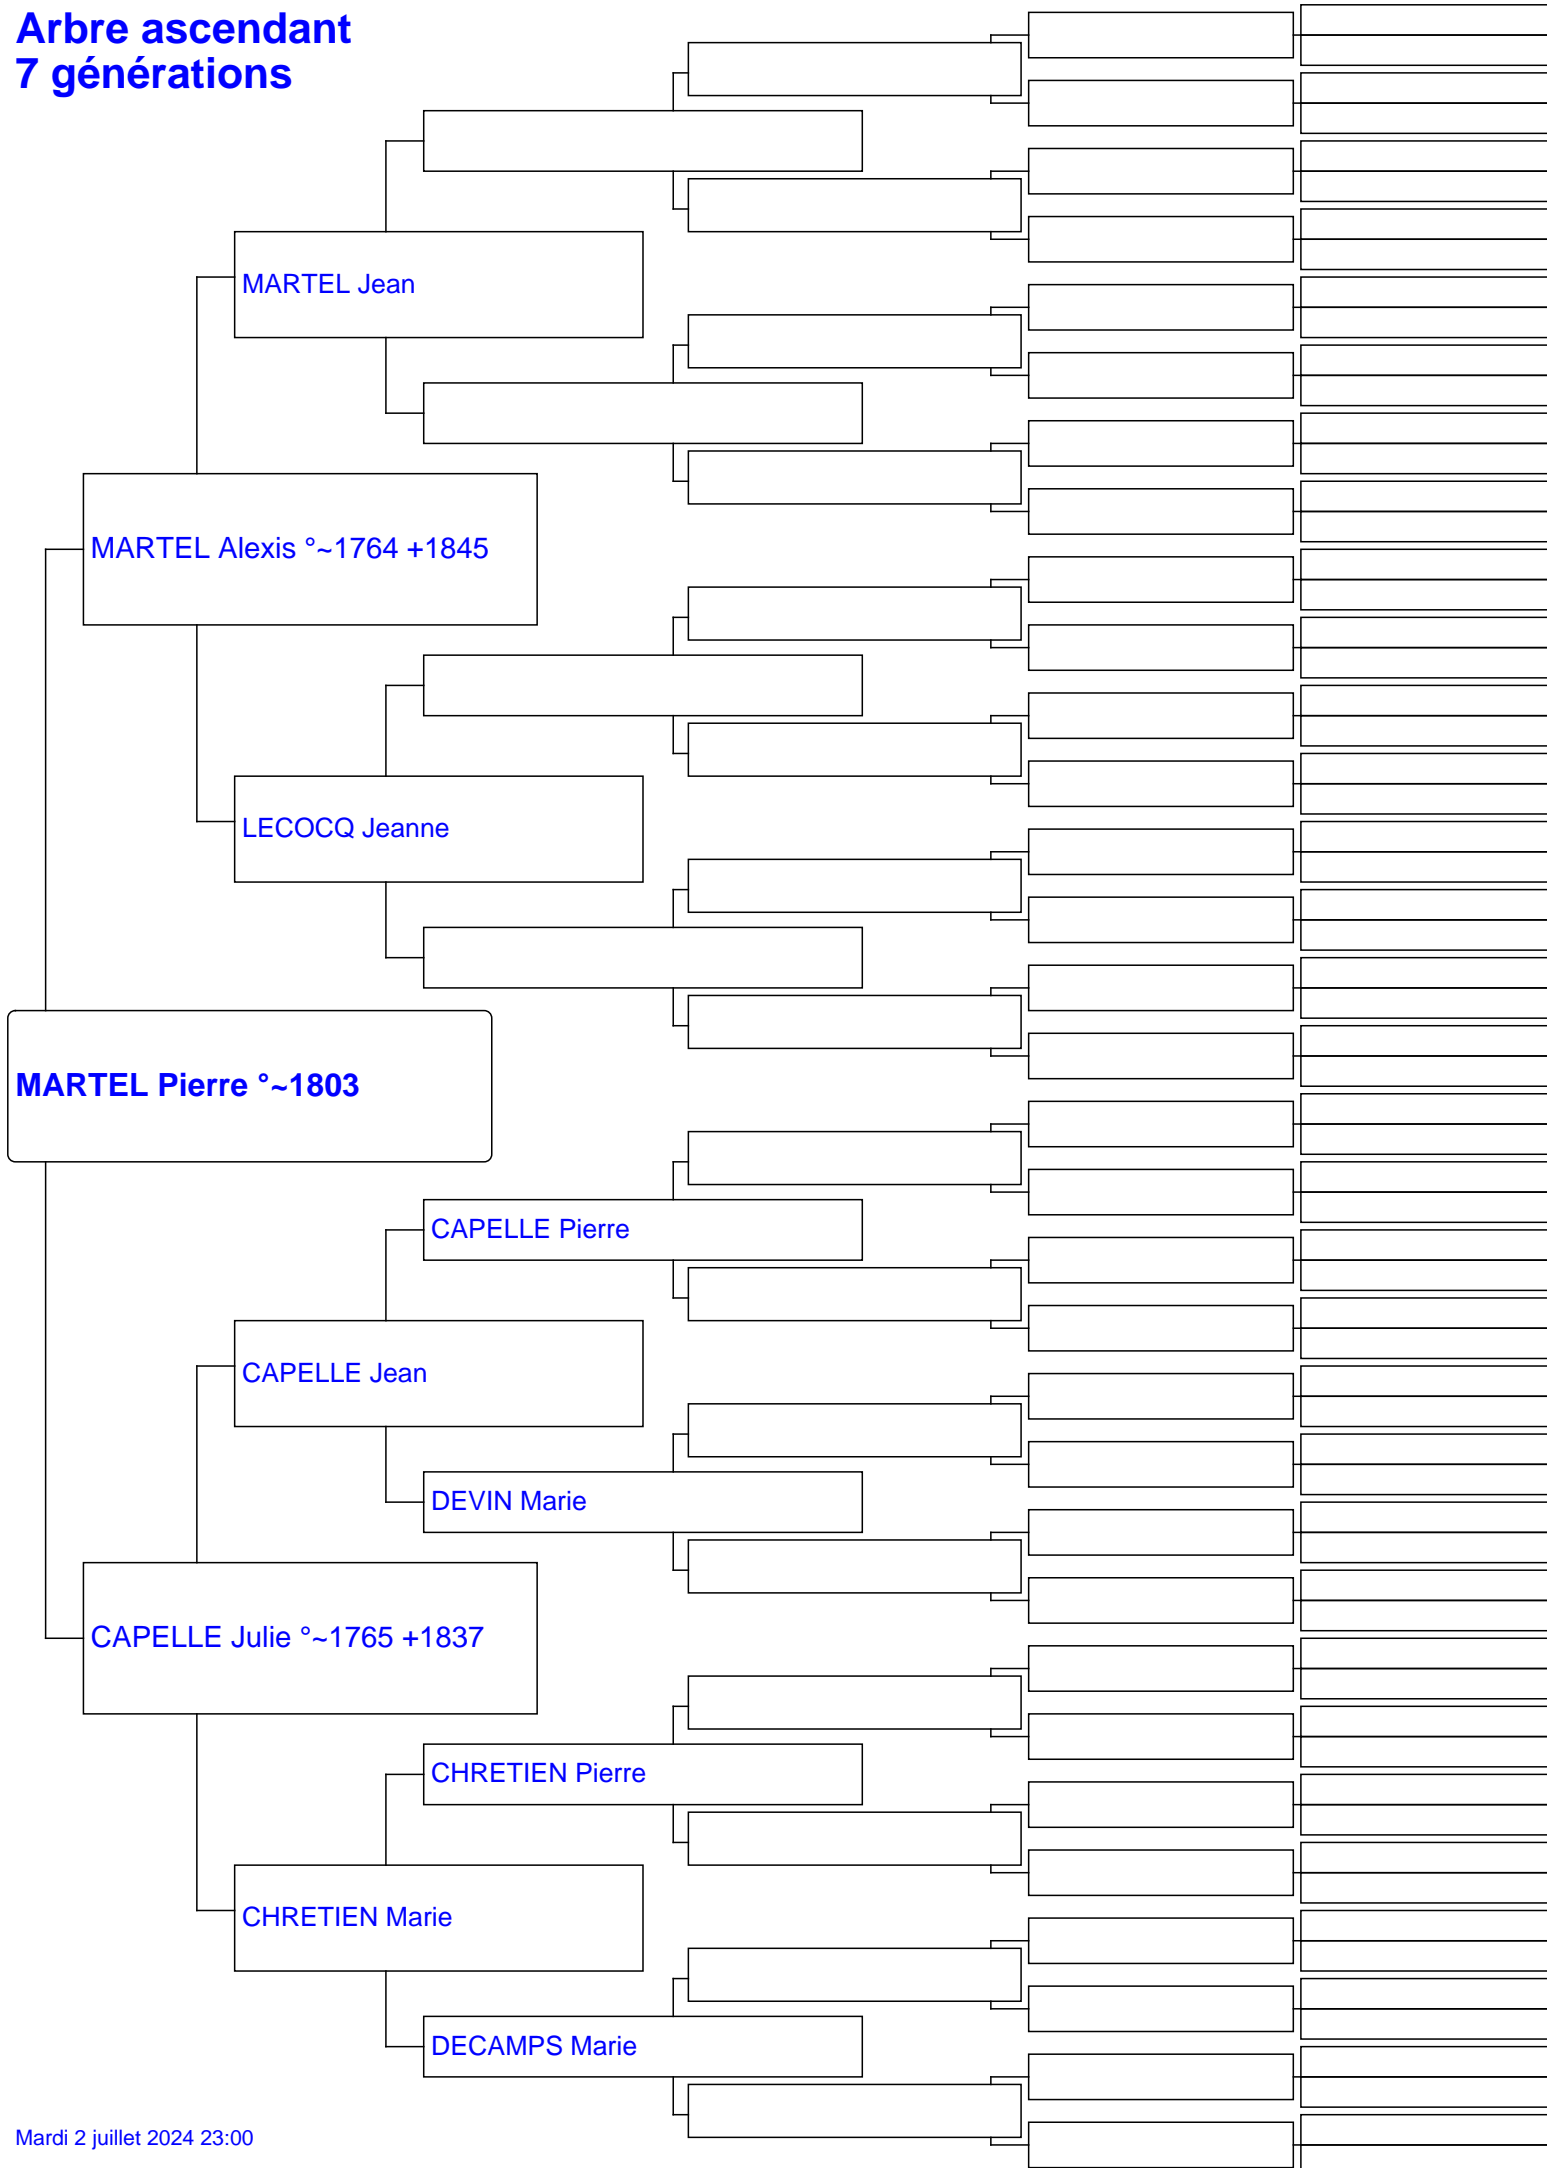 Arbre ascendant
7 générations
MARTEL Jean
MARTEL Alexis °~1764 +1845
LECOCQ Jeanne
MARTEL Pierre °~1803
CAPELLE Pierre
CAPELLE Jean
DEVIN Marie
CAPELLE Julie °~1765 +1837
CHRETIEN Pierre
CHRETIEN Marie
DECAMPS Marie
Mardi 2 juillet 2024 23:00